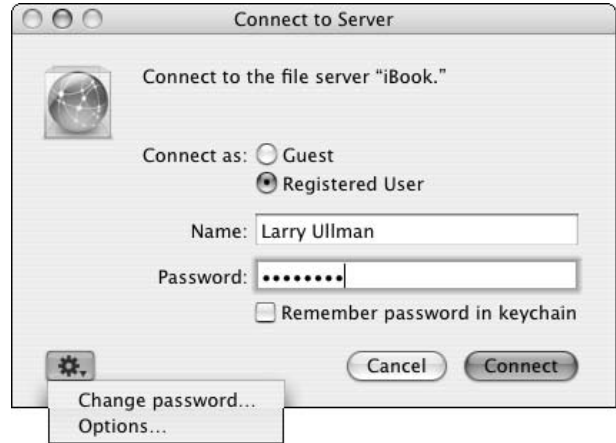 Connect to Server
Connect to the file server “iBook.”
Connect as: Guest
Registered User
Name: Larry Ullman
Password: ••••••••
Remember password in keychain
Cancel Connect
Change password…
Options…